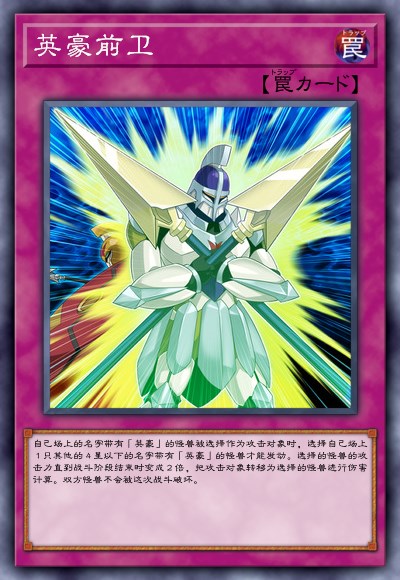 英豪前卫
トラップ
罠
トラップ
【罠カード】
自己场上的名字带有「英豪」的怪兽被选择作为攻击对象时，选择自己场上
1只其他的4星以下的名字带有「英豪」的怪兽才能发动。选择的怪兽的攻
击力直到战斗阶段结束时变成2倍，把攻击对象转移为选择的怪兽进行伤害
计算。双方怪兽不会被这次战斗破坏。